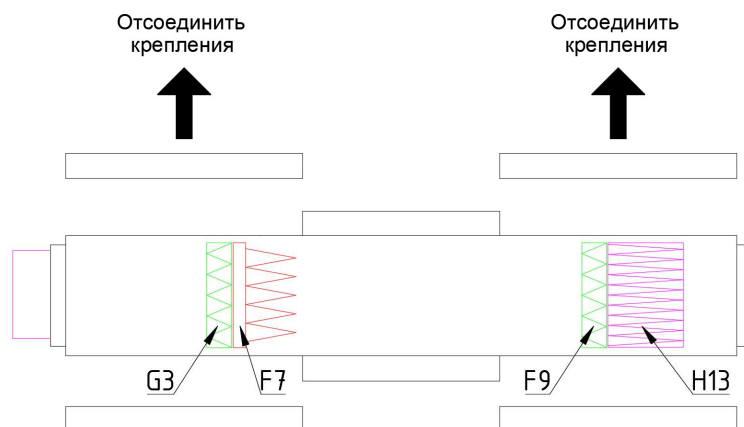 Отсоединить
крепления
Отсоединить
крепления
G3
F7
F9
H13